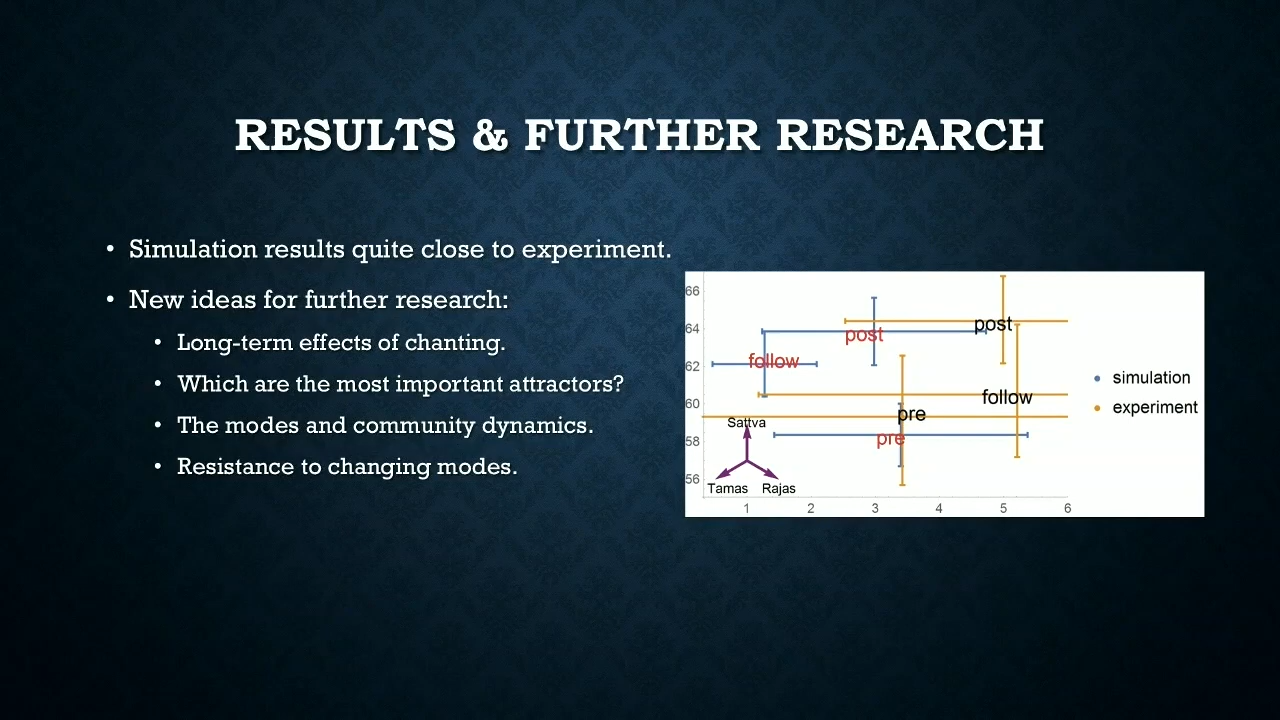 RESULTS & FURTHER RESEARCH
• Simulation results quite close to experiment.
• New ideas for further research:
• Long-term effects of chanting.
• Which are the most important attractors?
• The modes and community dynamics.
• Resistance to changing modes.
66
64
62
60
58
56
post
post
follow
follow
pre
pre
Sattva
Tamas
Rajas
1 2 3 4 5 6
simulation
experiment